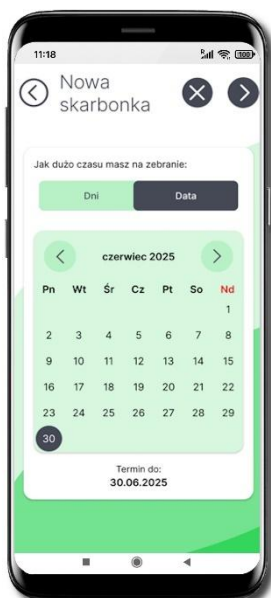 11:18 100
Nowa
skarbonka
Jak dużo czasu masz na zebranie:
Dni Data
czerwiec 2025
Pn Wt Śr Cz Pt So Nd
1
2 3 4 5 6 7 8
9 10 11 12 13 14 15
16 17 18 19 20 21 22
23 24 25 26 27 28 29
30
Termin do:
30.06.2025